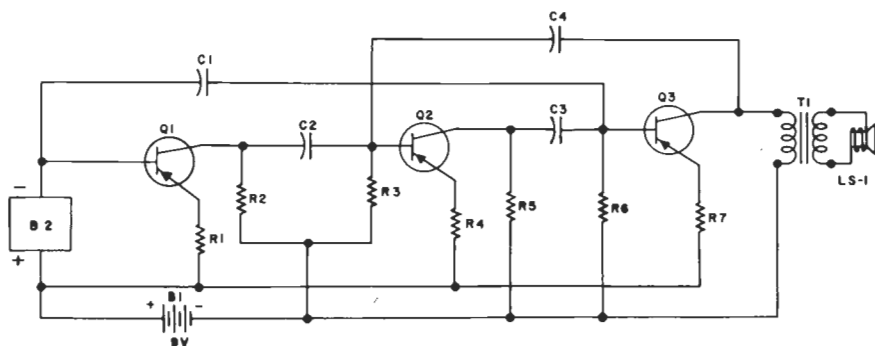 C4
C1
Q1
C2
Q2
C3
Q3
T1
LS-1
R2
R3
R4
R5
R6
R7
-
B2
+
R1
+ B1 -
9V